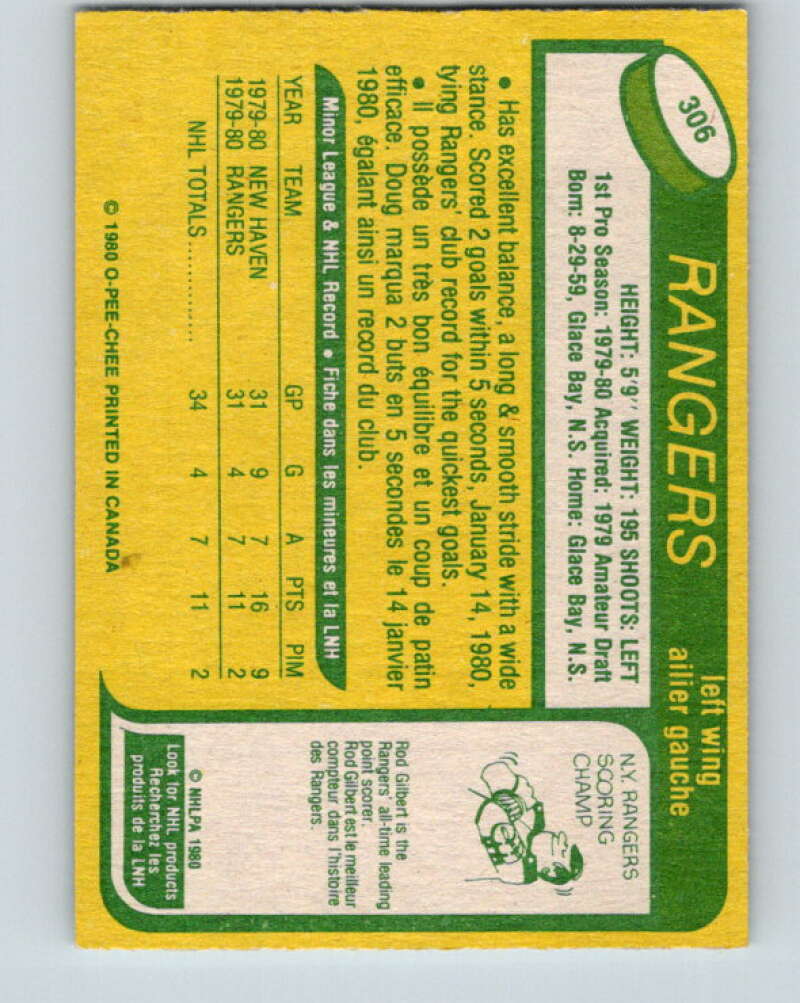 306
RANGERS
left wing
ailier gauche
HEIGHT: 5'9" WEIGHT: 195 SHOOTS: LEFT
1st Pro Season: 1979-80 Acquired: 1979 Amateur Draft
Born: 8-29-59, Glace Bay, N.S. Home: Glace Bay, N.S.
• Has excellent balance, a long & smooth stride with a wide
stance. Scored 2 goals within 5 seconds, January 14, 1980,
tying Rangers' club record for the quickest goals.
• Il possède un très bon équilibre et un coup de patin
efficace. Doug marqua 2 buts en 5 secondes le 14 janvier
1980, égalant ainsi un record du club.
Minor League & NHL Record • Fiche dans les mineures et la LNH
YEAR TEAM GP G A PTS PIM
1979-80 NEW HAVEN 31 9 7 16 9
1979-80 RANGERS 31 4 7 11 2
NHL TOTALS ............. 34 4 7 11 2
© 1980 O-PEE-CHEE PRINTED IN CANADA
N.Y. RANGERS
SCORING
CHAMP
Rod Gilbert is the
Rangers' all-time leading
point scorer.
Rod Gilbert est le meilleur
compteur dans l'histoire
des Rangers.
© NHLPA 1980
Look for NHL products
Recherchez les
produits de la LNH